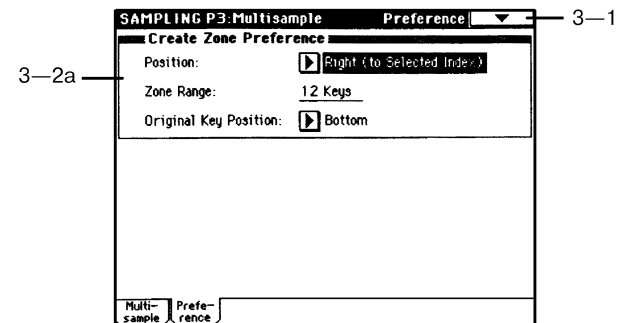 SAMPLING P3:Multisample Preference
3—1
Create Zone Preference
3—2a
Position: Right (to Selected Index)
Zone Range: 12 Keys
Original Key Position: Bottom
Multi-
sample
Prefe-
rence